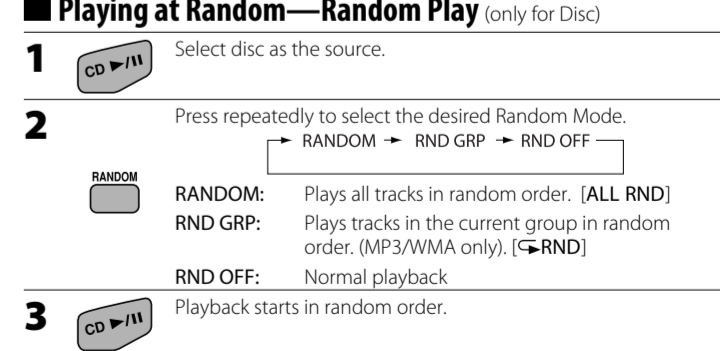 ■ Playing at Random—Random Play (only for Disc)
1 CD ►/II Select disc as the source.
2 Press repeatedly to select the desired Random Mode.
RANDOM → RND GRP → RND OFF
RANDOM
RANDOM: Plays all tracks in random order. [ALL RND]
RND GRP: Plays tracks in the current group in random
order. (MP3/WMA only). [RND]
RND OFF: Normal playback
3 CD ►/II Playback starts in random order.